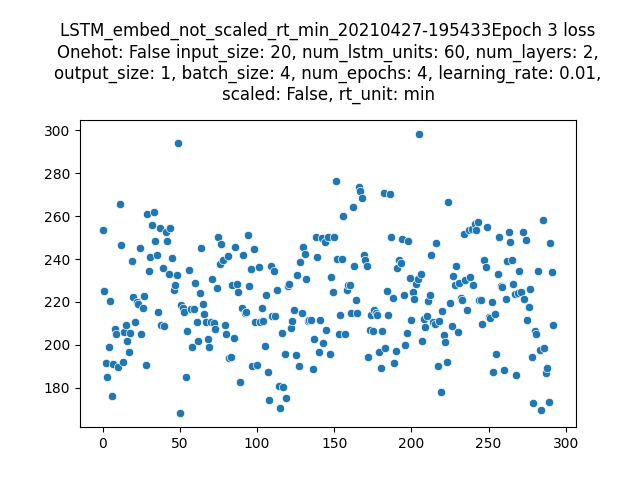 LSTM_embed_not_scaled_rt_min_20210427-195433Epoch 3 loss
Onehot: False input_size: 20, num_lstm_units: 60, num_layers: 2,
output_size: 1, batch_size: 4, num_epochs: 4, learning_rate: 0.01,
scaled: False, rt_unit: min
300
280
260
240
220
200
180
0 50 100 150 200 250 300